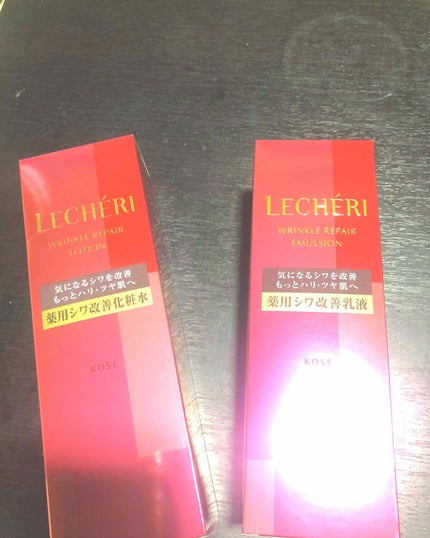 LECHÉRI
WRINKLE REPAIR
LOTION
気になるシワを改善
もっとハリ・ツヤ肌へ
薬用シワ改善化粧水
KOSÉ
LECHÉRI
WRINKLE REPAIR
EMULSION
気になるシワを改善
もっとハリ・ツヤ肌へ
薬用シワ改善乳液
KOSÉ